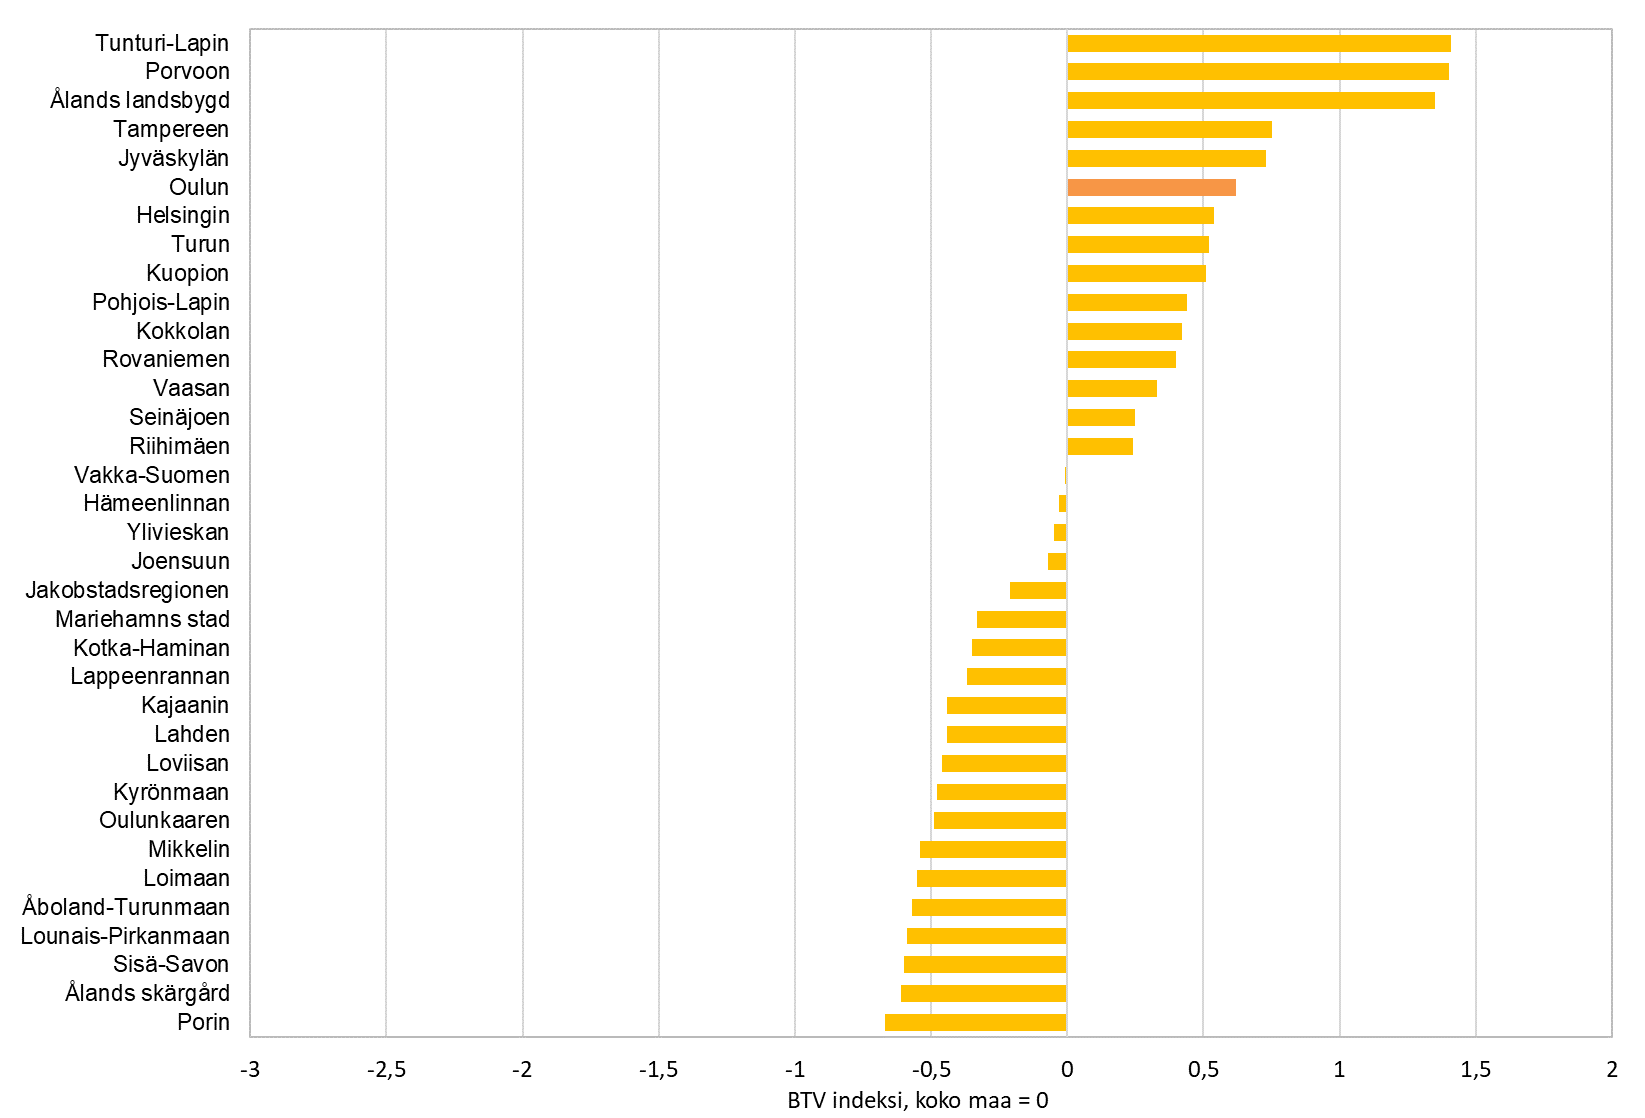 Tunturi-Lapin
Porvoon
Ålands landsbygd
Tampereen
Jyväskylän
Oulun
Helsingin
Turun
Kuopion
Pohjois-Lapin
Kokkolan
Rovaniemen
Vaasan
Seinäjoen
Riihimäen
Vakka-Suomen
Hämeenlinnan
Ylivieskan
Joensuun
Jakobstadsregionen
Mariehamns stad
Kotka-Haminan
Lappeenrannan
Kajaanin
Lahden
Loviisan
Kyrönmaan
Oulunkaaren
Mikkelin
Loimaan
Åboland-Turunmaan
Lounais-Pirkanmaan
Sisä-Savon
Ålands skärgård
Porin
-3 -2,5 -2 -1,5 -1 -0,5 0 0,5 1 1,5 2
BTV indeksi, koko maa = 0